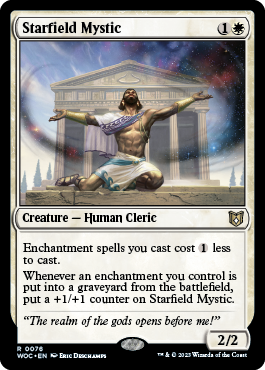 Starfield Mystic 1
Creature — Human Cleric
Enchantment spells you cast cost 1 less
to cast.
Whenever an enchantment you control is
put into a graveyard from the battlefield,
put a +1/+1 counter on Starfield Mystic.
“The realm of the gods opens before me!”
2/2
R 0076
WOC • EN Eric Deschamps
™ & © 2023 Wizards of the Coast